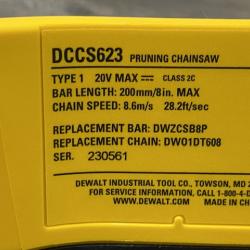 DCCS623 PRUNING CHAINSAW
TYPE 1 20V MAX ⎓ CLASS 2C
BAR LENGTH: 200mm/8in. MAX
CHAIN SPEED: 8.6m/s 28.2ft/sec
REPLACEMENT BAR: DWZCSB8P
REPLACEMENT CHAIN: DWO1DT608
SER. 230561
DEWALT INDUSTRIAL TOOL CO., TOWSON, MD 2
FOR SERVICE INFORMATION, CALL 1-800-4-D
WWW.DEWALT.COM MADE IN CH